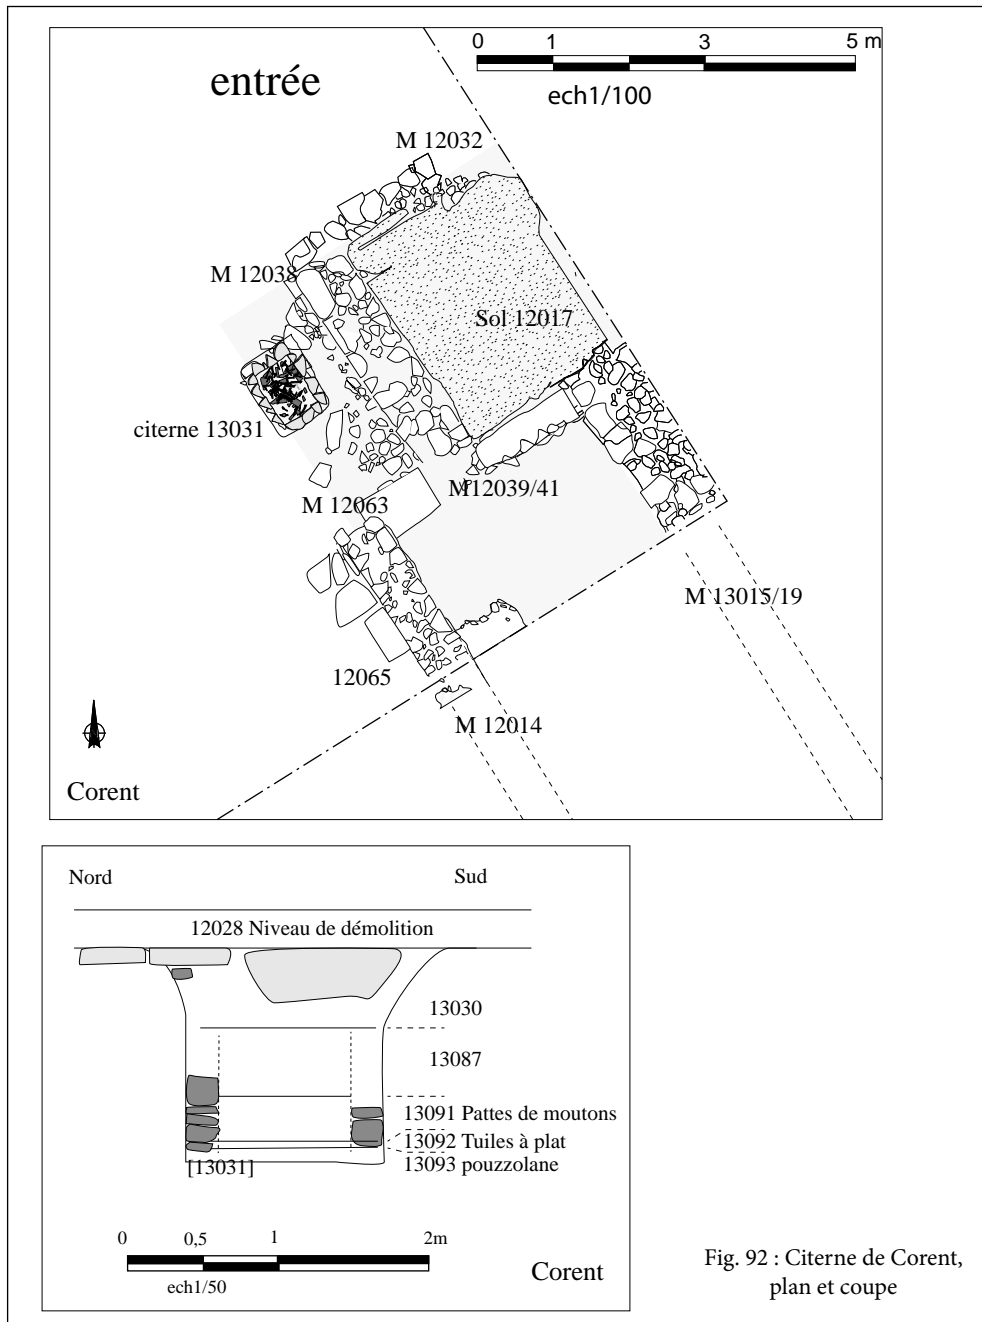 0 1 3 5 m
ech1/100
entrée
M 12032
M 12038
Sol 12017
citerne 13031
M12039/41
M 12063
M 13015/19
12065
M 12014
Corent
Nord Sud
12028 Niveau de démolition
13030
13087
13091 Pattes de moutons
13092 Tuiles à plat
13093 pouzzolane
[13031]
0 0,5 1 2m
ech1/50
Corent
Fig. 92 : Citerne de Corent,
plan et coupe